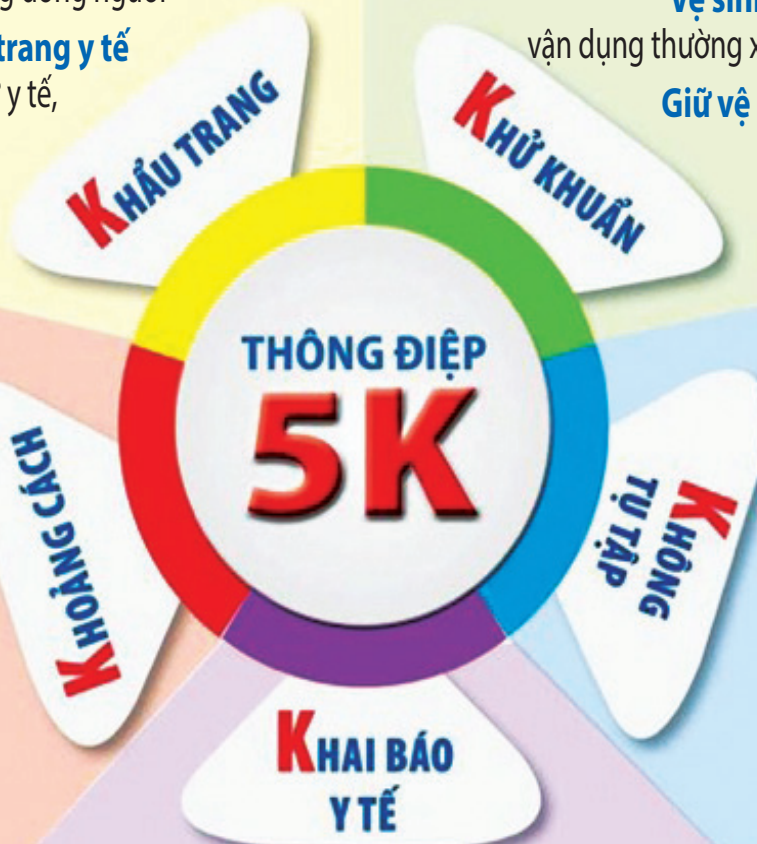 trang y tế
y tế,
vận dụng thường
Giữ vệ
KHẨU TRANG
KHỬ KHUẨN
THÔNG ĐIỆP
5K
KHOẢNG CÁCH
KHÔNG
TỤ TẬP
KHAI BÁO
Y TẾ